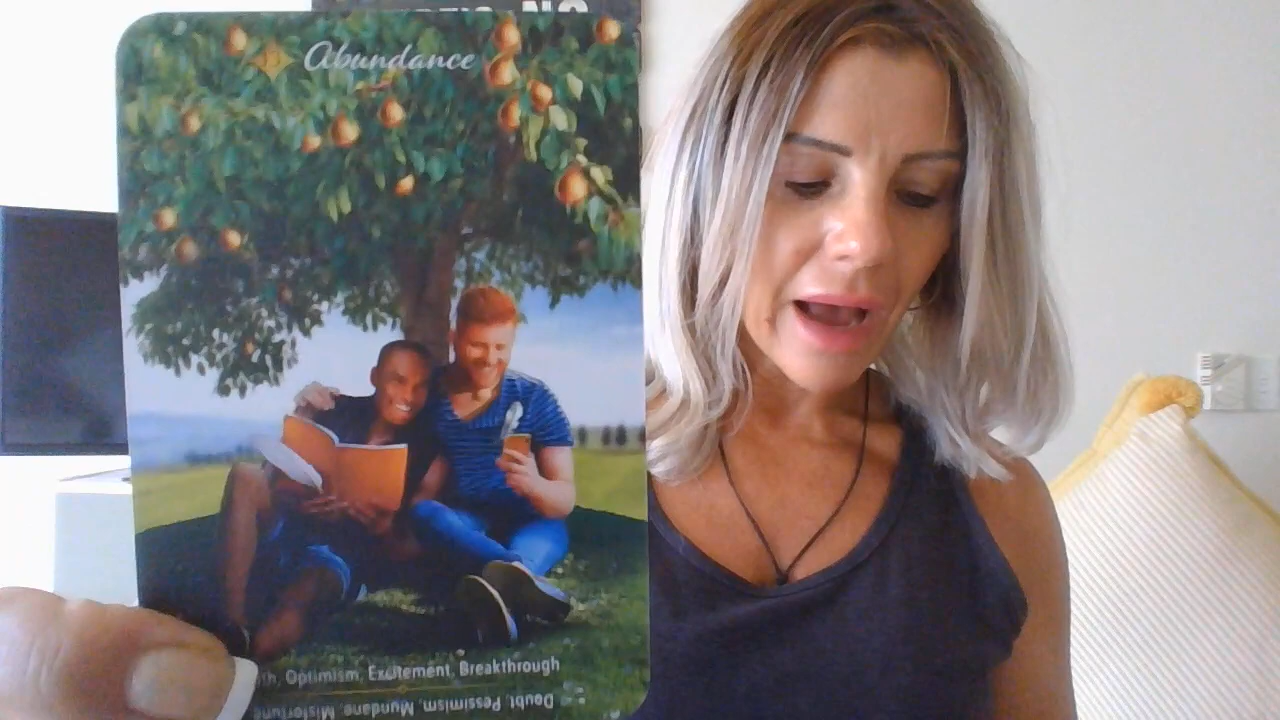 Abundance
Optimism, Excitement, Breakthrough
Doubt, Pessimism, Mundane, Misfortune